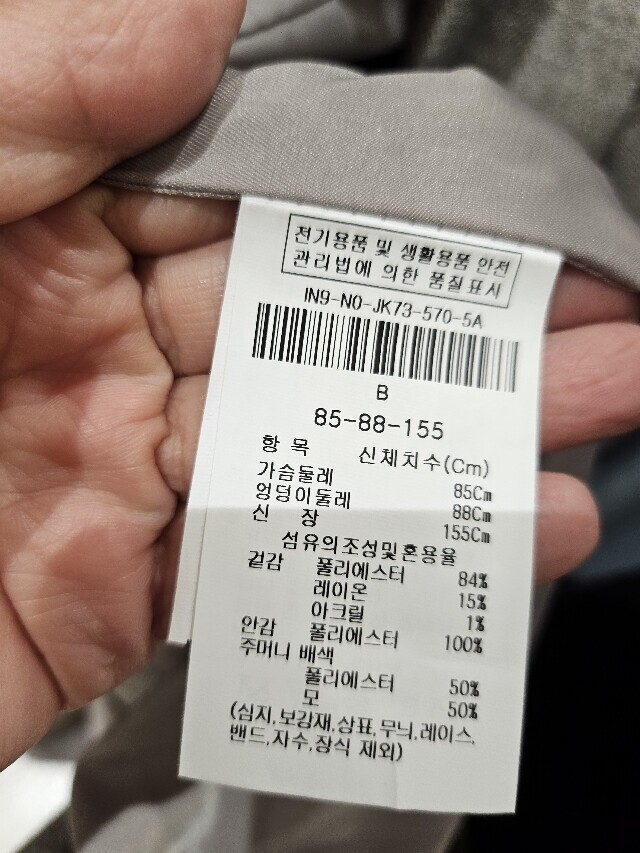 전기용품 및 생활용품 안전
관리법에 의한 품질표시
IN9-NO-JK73-570-5A
B
85-88-155
항 목 신체치수(Cm)
가슴둘레 85Cm
엉덩이둘레 88Cm
신 장 155Cm
섬유의조성및혼용율
겉감 폴리에스터 84%
레이온 15%
아크릴 1%
안감 폴리에스터 100%
주머니 배색
폴리에스터 50%
모 50%
(심지,보강재,상표,무늬,레이스,
밴드,자수,장식 제외)